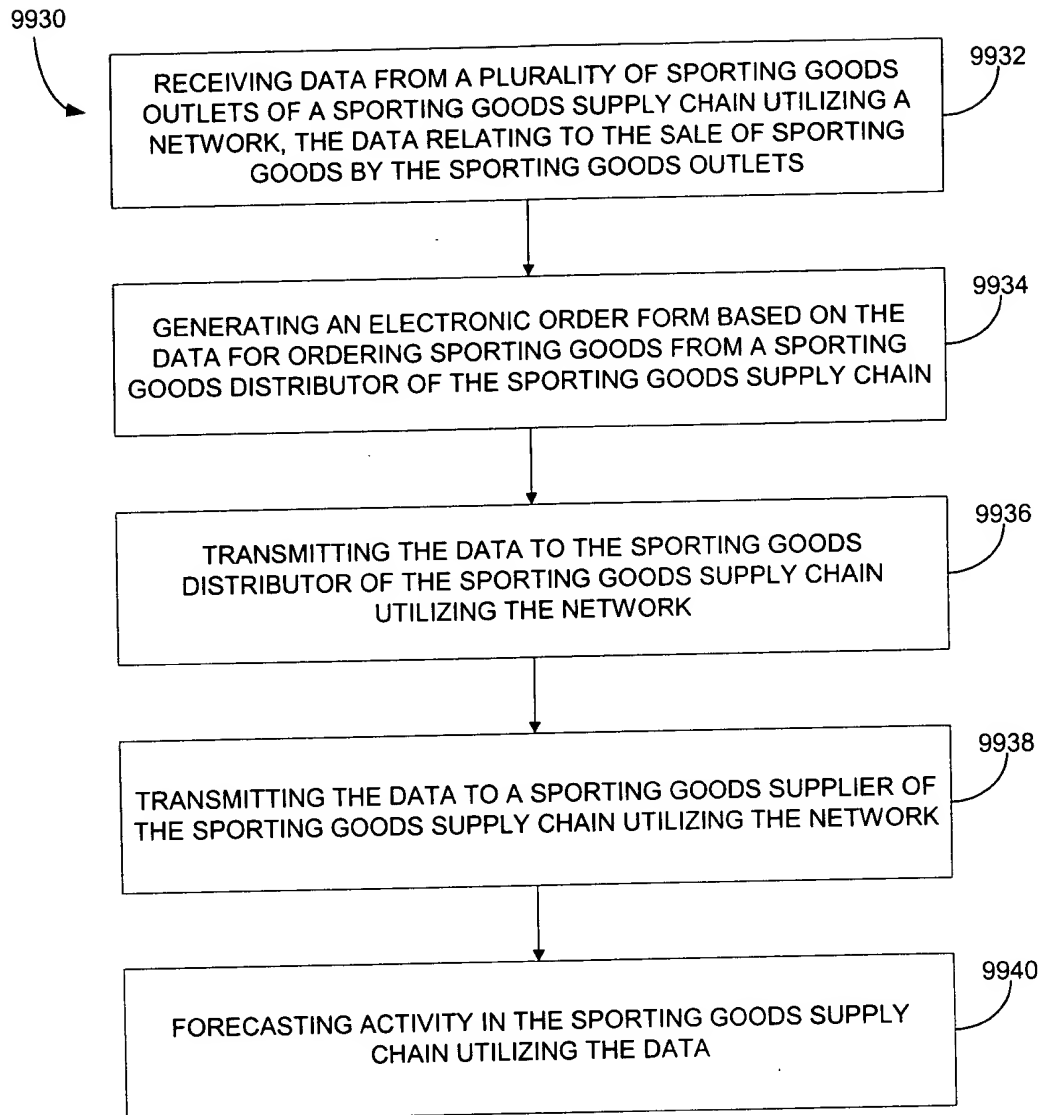 9930
9932
RECEIVING DATA FROM A PLURALITY OF SPORTING GOODS
OUTLETS OF A SPORTING GOODS SUPPLY CHAIN UTILIZING A
NETWORK, THE DATA RELATING TO THE SALE OF SPORTING
GOODS BY THE SPORTING GOODS OUTLETS
9934
GENERATING AN ELECTRONIC ORDER FORM BASED ON THE
DATA FOR ORDERING SPORTING GOODS FROM A SPORTING
GOODS DISTRIBUTOR OF THE SPORTING GOODS SUPPLY CHAIN
9936
TRANSMITTING THE DATA TO THE SPORTING GOODS
DISTRIBUTOR OF THE SPORTING GOODS SUPPLY CHAIN
UTILIZING THE NETWORK
9938
TRANSMITTING THE DATA TO A SPORTING GOODS SUPPLIER OF
THE SPORTING GOODS SUPPLY CHAIN UTILIZING THE NETWORK
9940
FORECASTING ACTIVITY IN THE SPORTING GOODS SUPPLY
CHAIN UTILIZING THE DATA